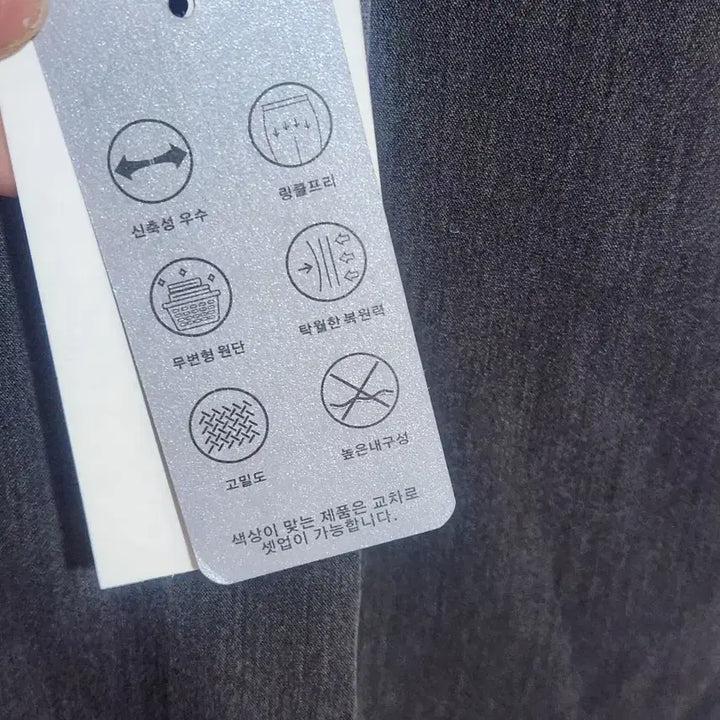 신축성 우수
링클프리
무변형 원단
탁월한 복원력
고밀도
높은내구성
색상이 맞는 제품은 교차로
셋업이 가능합니다.